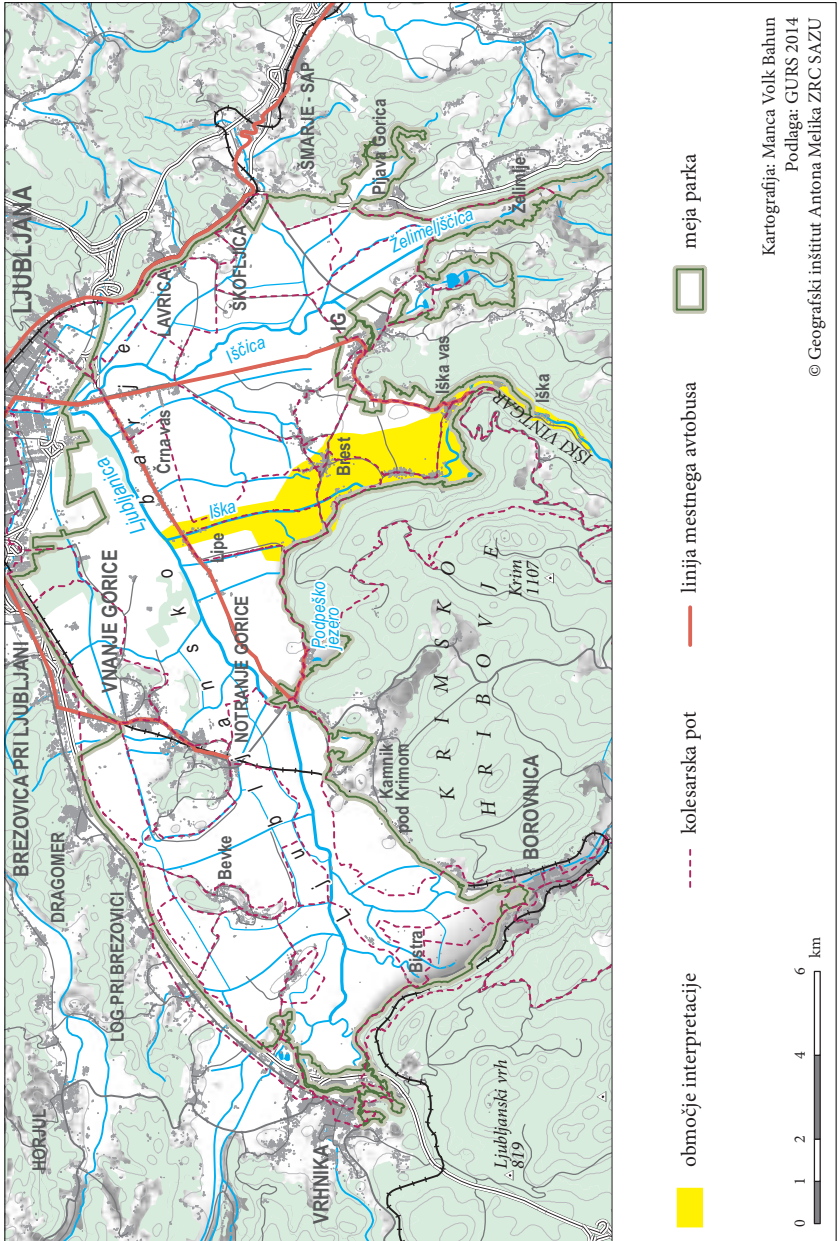 HORJUL
VRHNIKA
Ljubljanski vrh
819
LOG PRI BREZOVICI
DRAGOMER
BREZOVICA PRI LJUBLJANI
Bevke
Bistra
BOROVNICA
VNANJE GORICE
NOTRANJE GORICE
Kamnik
pod Krimom
Podpeško
jezero
KRIMSKO
HRIBOVJE
Krim
1107
Ljubljansko barje
Ljubljanica
Lipe
Iška
Črna vas
Brest
Iščica
LJUBLJANA
LAVRICA
ŠKOFLJICA
IG
Iška vas
IŠKI VINTGAR
Iška
ŠMARJE - SAP
Pijava Gorica
Želimeljščica
Želimlje
območje interpretacije
kolesarska pot
linija mestnega avtobusa
meja parka
0 1 2 4 6 km
Kartografija: Manca Volk Bahun
Podlaga: GURS 2014
© Geografski inštitut Antona Melika ZRC SAZU